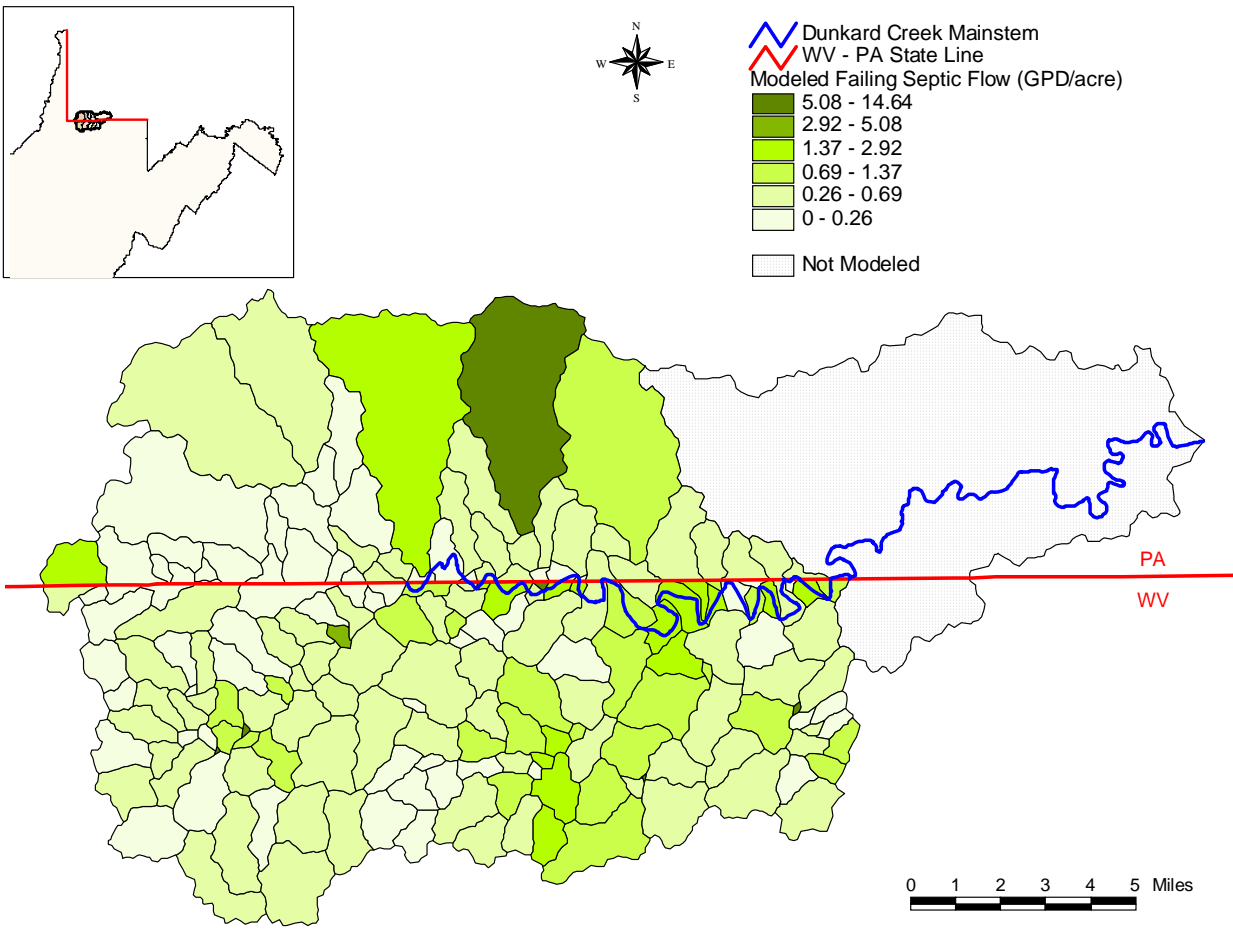 N
W E
S
Dunkard Creek Mainstem
WV - PA State Line
Modeled Failing Septic Flow (GPD/acre)
5.08 - 14.64
2.92 - 5.08
1.37 - 2.92
0.69 - 1.37
0.26 - 0.69
0 - 0.26
Not Modeled
PA
WV
0 1 2 3 4 5 Miles